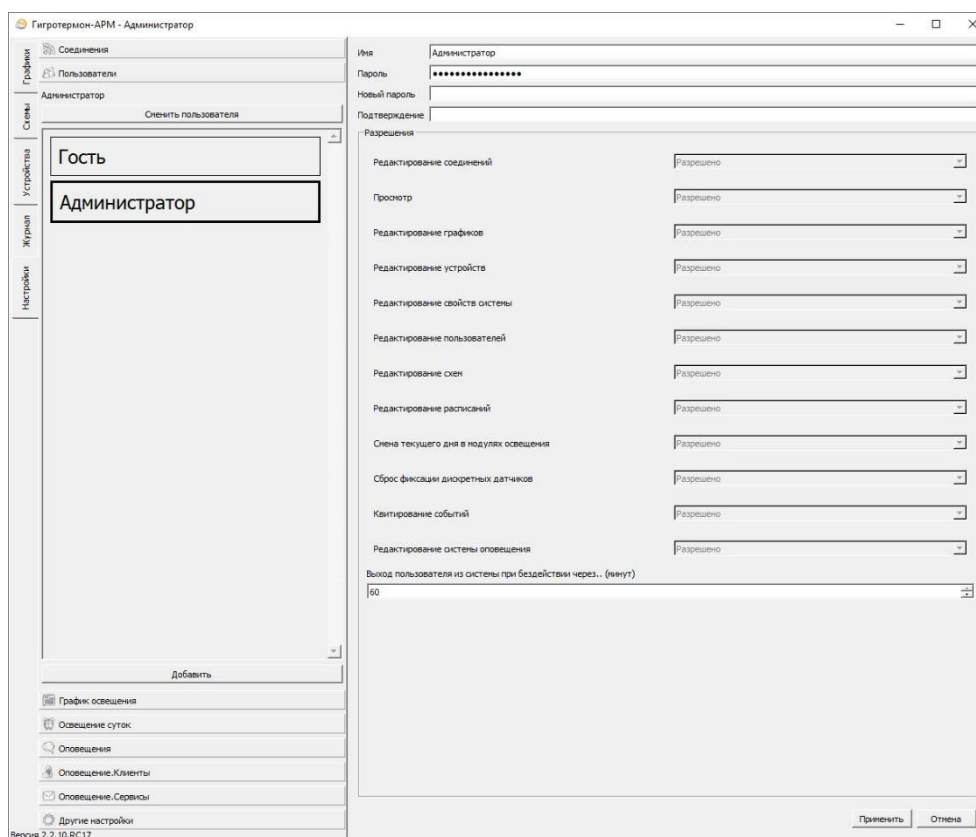 Гигротермон-АРМ - Администратор
Графики
Схемы
Устройства
Журнал
Настройки
Соединения
Пользователи
Администратор
Сменить пользователя
Гость
Администратор
Добавить
График освещения
Освещение суток
Оповещения
Оповещение.Клиенты
Оповещение.Сервисы
Другие настройки
Версия 2.2.10.RC17
Имя Администратор
Пароль ●●●●●●●●●●●●●●●●
Новый пароль
Подтверждение
Разрешения
Редактирование соединений Разрешено
Просмотр Разрешено
Редактирование графиков Разрешено
Редактирование устройств Разрешено
Редактирование свойств системы Разрешено
Редактирование пользователей Разрешено
Редактирование схем Разрешено
Редактирование расписаний Разрешено
Смена текущего дня в модулях освещения Разрешено
Сброс фиксации дискретных датчиков Разрешено
Квитирование событий Разрешено
Редактирование системы оповещения Разрешено
Выход пользователя из системы при бездействии через.. (минут)
60
Применить Отмена